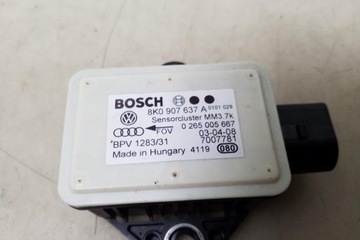 BOSCH
8K0 907 637 A 0101 029
Sensorcluster MM3.7k
FOV 0 265 005 667
03-04-08
*BPV 1283/31 7007781
Made in Hungary 4119 080